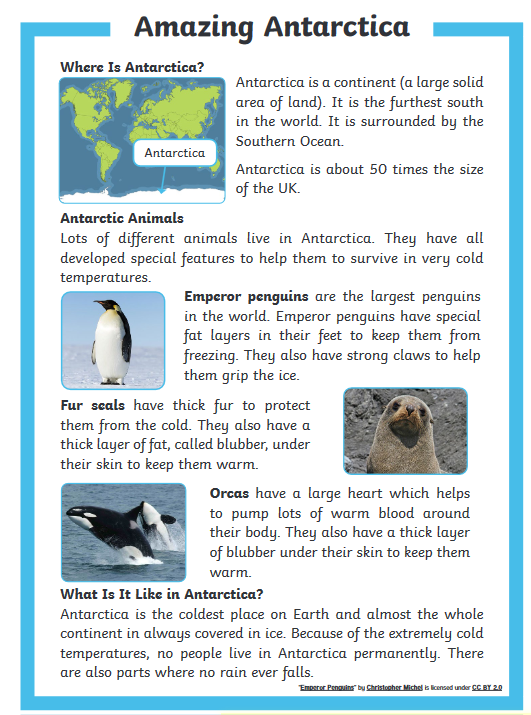 Amazing Antarctica
Where Is Antarctica?
Antarctica is a continent (a large solid
area of land). It is the furthest south
in the world. It is surrounded by the
Southern Ocean.
Antarctica is about 50 times the size
of the UK.
Antarctica
Antarctic Animals
Lots of different animals live in Antarctica. They have all
developed special features to help them to survive in very cold
temperatures.
Emperor penguins are the largest penguins
in the world. Emperor penguins have special
fat layers in their feet to keep them from
freezing. They also have strong claws to help
them grip the ice.
Fur seals have thick fur to protect
them from the cold. They also have a
thick layer of fat, called blubber, under
their skin to keep them warm.
Orcas have a large heart which helps
to pump lots of warm blood around
their body. They also have a thick layer
of blubber under their skin to keep them
warm.
What Is It Like in Antarctica?
Antarctica is the coldest place on Earth and almost the whole
continent in always covered in ice. Because of the extremely cold
temperatures, no people live in Antarctica permanently. There
are also parts where no rain ever falls.
"Emperor Penguins" by Christopher Michel is licensed under CC BY 2.0